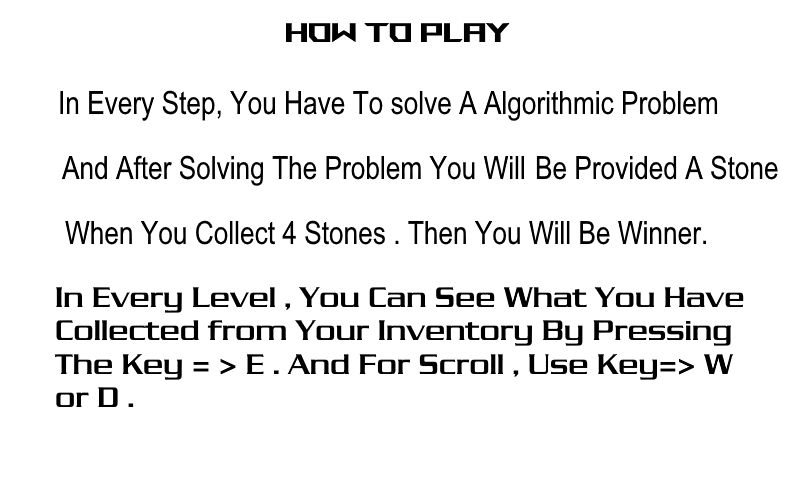 HOW TO PLAY
In Every Step, You Have To solve A Algorithmic Problem
And After Solving The Problem You Will Be Provided A Stone
When You Collect 4 Stones . Then You Will Be Winner.
In Every Level , You Can See What You Have
Collected from Your Inventory By Pressing
The Key = > E . And For Scroll , Use Key=> W
or D .